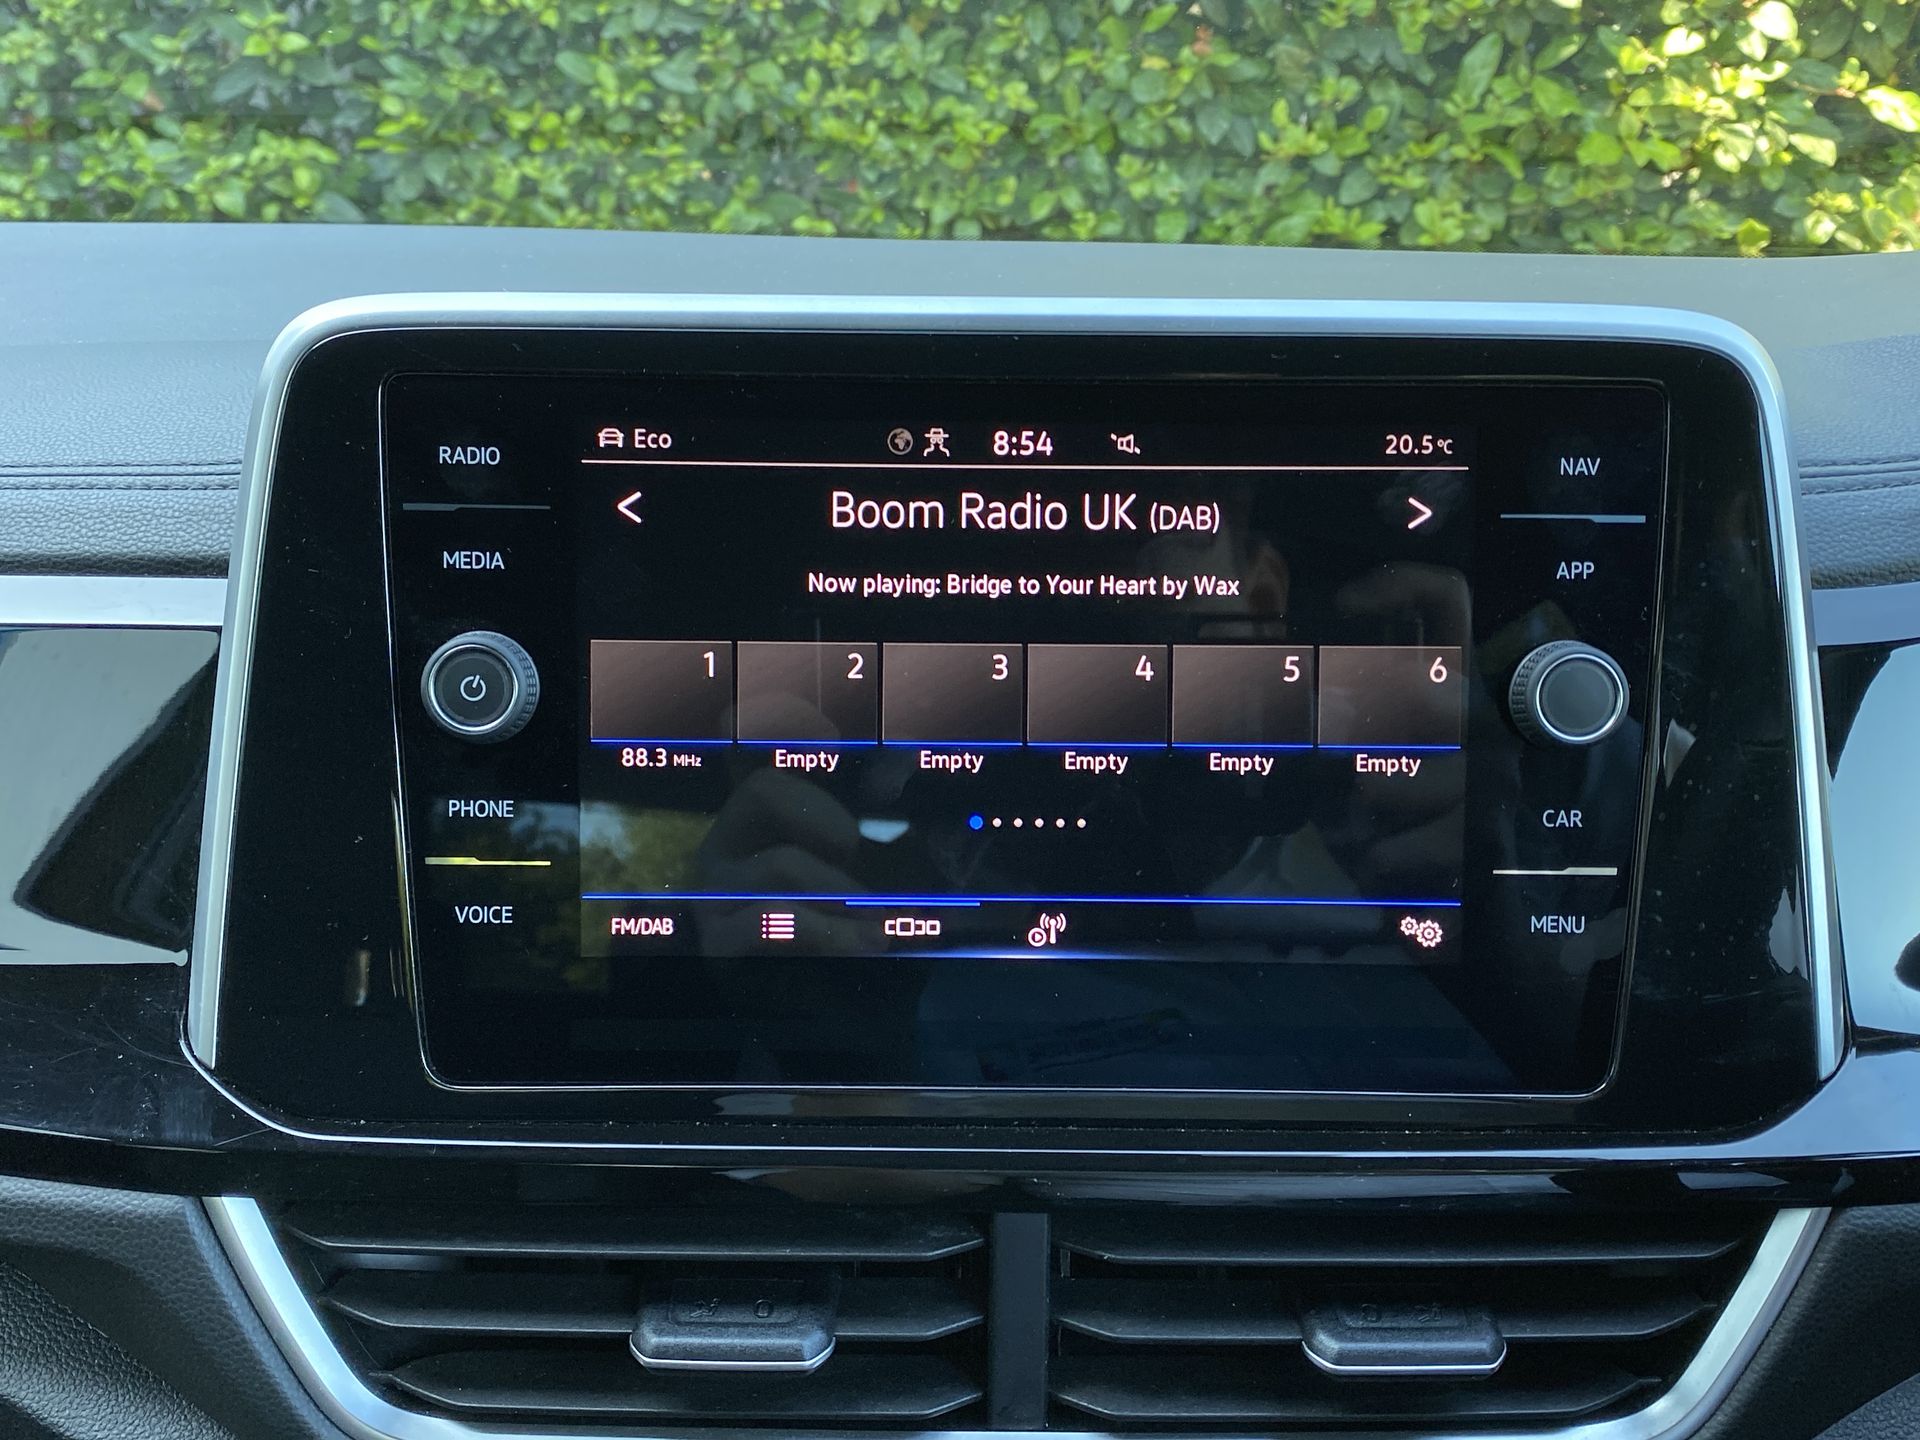 RADIO
MEDIA
PHONE
VOICE
Eco
8:54
20.5°C
< Boom Radio UK (DAB) >
Now playing: Bridge to Your Heart by Wax
1 2 3 4 5 6
88.3 MHz Empty Empty Empty Empty Empty
FM/DAB
NAV
APP
CAR
MENU